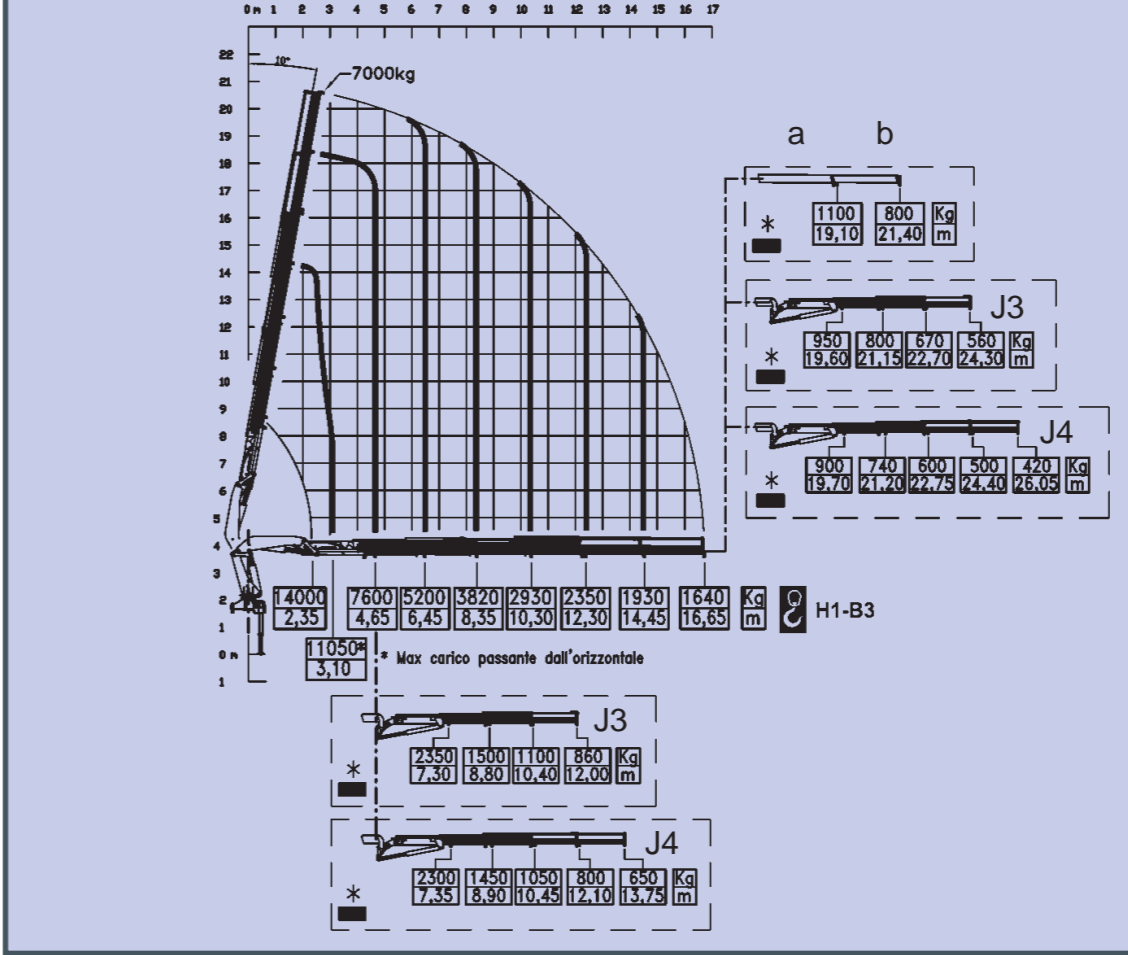 0 m 1 2 3 4 5 6 7 8 9 10 11 12 13 14 15 16 17
22
21
20
19
18
17
16
15
14
13
12
11
10
9
8
7
6
5
4
3
2
1
0 m
1
10°
7000kg
a b
1100 800 Kg
19,10 21,40 m
*
J3
950 800 670 560 Kg
19,60 21,15 22,70 24,30 m
*
J4
900 740 600 500 420 Kg
19,70 21,20 22,75 24,40 26,05 m
*
14000 7600 5200 3820 2930 2350 1930 1640 Kg
2,35 4,65 6,45 8,35 10,30 12,30 14,45 16,65 m
H1-B3
11050*
3,10
* Max carico passante dall'orizzontale
J3
2350 1500 1100 860 Kg
7,30 8,80 10,40 12,00 m
*
J4
2300 1450 1050 800 650 Kg
7,35 8,90 10,45 12,10 13,75 m
*